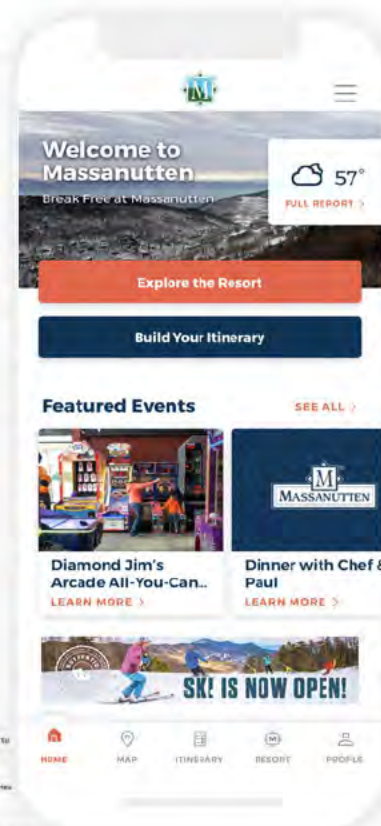 M
Welcome to
Massanutten
Break Free at Massanutten
57°
FULL REPORT >
Explore the Resort
Build Your Itinerary
Featured Events
SEE ALL >
M
MASSANUTTEN
Diamond Jim's
Arcade All-You-Can...
LEARN MORE >
Dinner with Chef &
Paul
LEARN MORE >
SKI IS NOW OPEN!
HOME
MAP
ITINERARY
M
RESORT
PROFILE